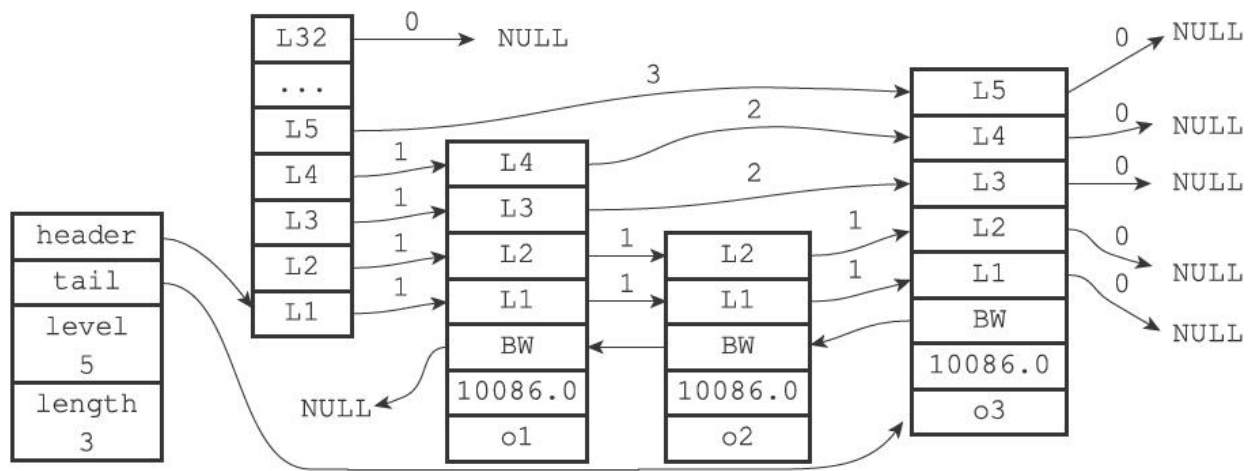 header
tail
level
5
length
3
L32
...
L5
L4
L3
L2
L1
0
NULL
3
1
1
1
1
L4
L3
L2
L1
BW
10086.0
o1
NULL
2
2
1
1
L2
L1
BW
10086.0
o2
1
1
L5
L4
L3
L2
L1
BW
10086.0
o3
0
NULL
0
NULL
0
NULL
0
NULL
0
NULL